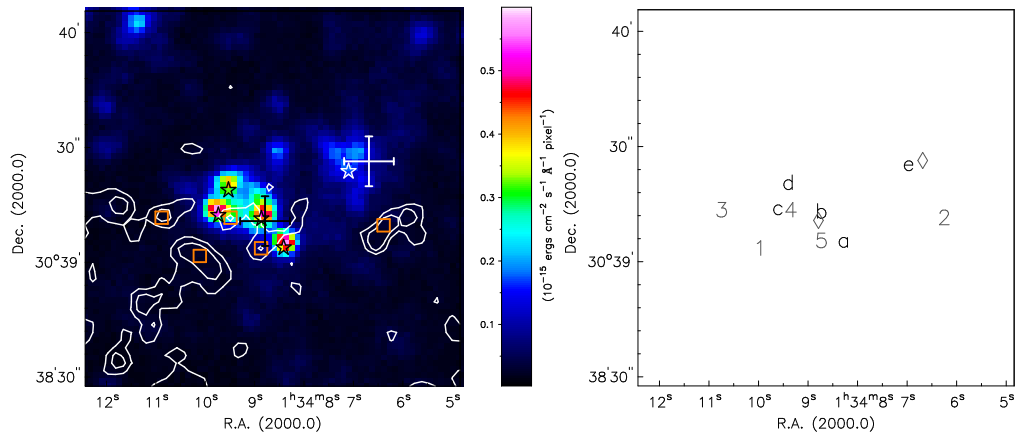 40'
30"
30°39'
38'30"
Dec. (2000.0)
12ˢ 11ˢ 10ˢ 9ˢ 1ʰ34ᵐ8ˢ 7ˢ 6ˢ 5ˢ
R.A. (2000.0)
0.5
0.4
0.3
0.2
0.1
(10⁻¹⁵ ergs cm⁻² s⁻¹ Å⁻¹ pixel⁻¹)
40'
30"
30°39'
38'30"
Dec. (2000.0)
e
d
3 c 4 b 2
1 5 a
12ˢ 11ˢ 10ˢ 9ˢ 1ʰ34ᵐ8ˢ 7ˢ 6ˢ 5ˢ
R.A. (2000.0)